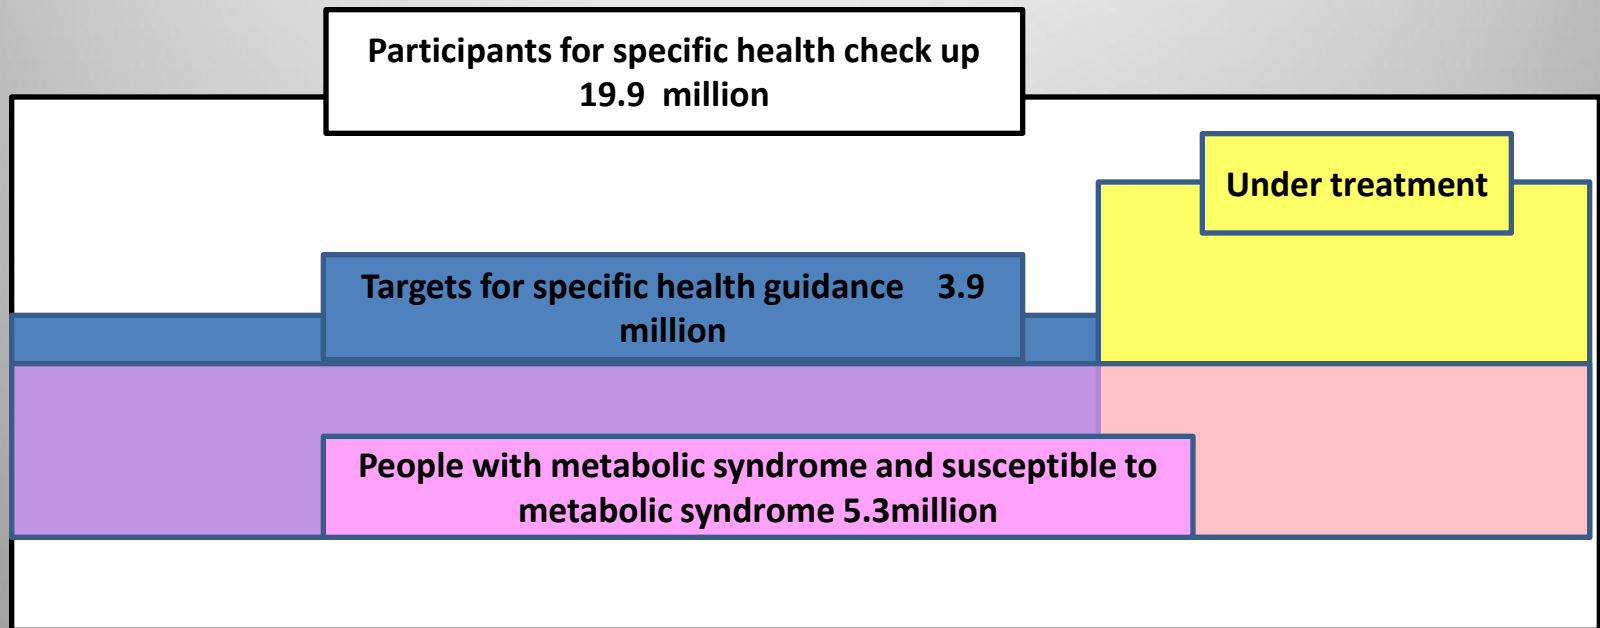 Participants for specific health check up
19.9 million
Under treatment
Targets for specific health guidance 3.9
million
People with metabolic syndrome and susceptible to
metabolic syndrome 5.3million